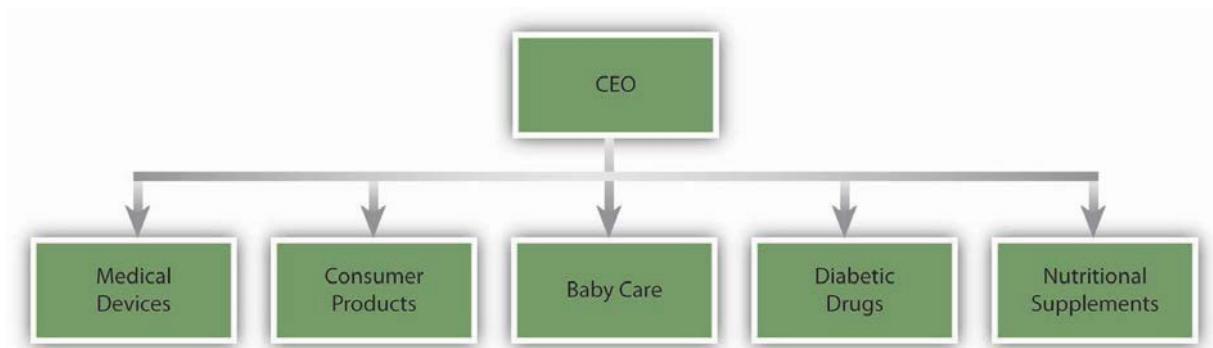 CEO
Medical
Devices
Consumer
Products
Baby Care
Diabetic
Drugs
Nutritional
Supplements